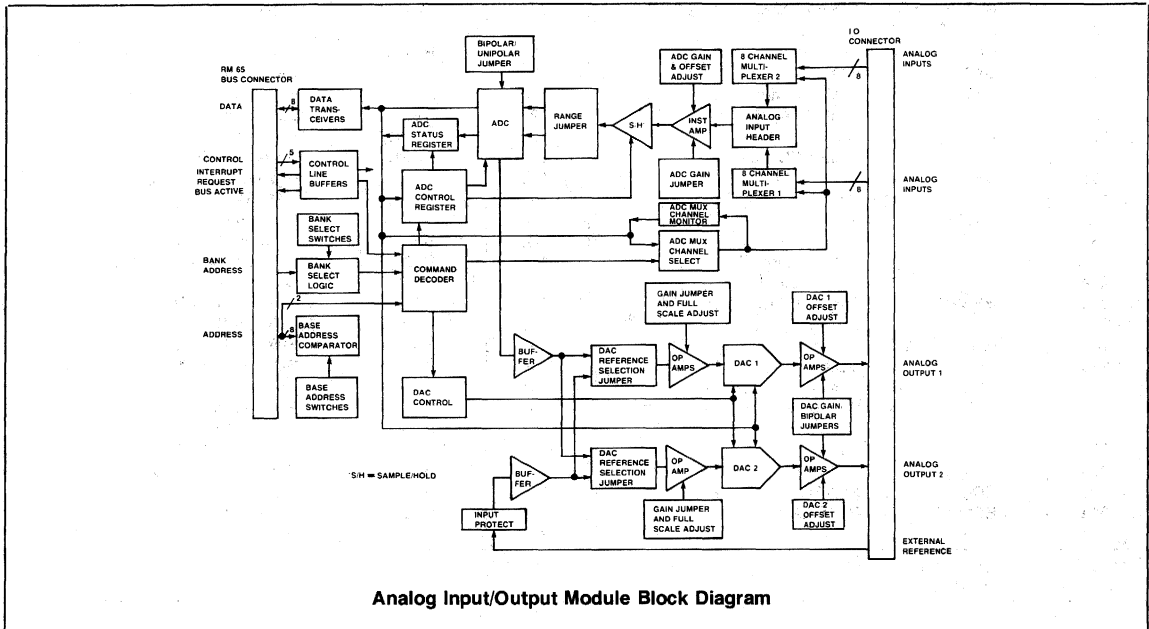 I O
CONNECTOR
ANALOG
INPUTS
8
BIPOLAR/
UNIPOLAR
JUMPER
ADC GAIN
& OFFSET
ADJUST
8 CHANNEL
MULTI-
PLEXER 2
RM 65
BUS CONNECTOR
DATA
8
DATA
TRANS-
CEIVERS
ADC
STATUS
REGISTER
ADC
RANGE
JUMPER
S-H*
INST
AMP
ANALOG
INPUT
HEADER
CONTROL
5
INTERRUPT
REQUEST
BUS ACTIVE
CONTROL
LINE
BUFFERS
ADC
CONTROL
REGISTER
ADC GAIN
JUMPER
8 CHANNEL
MULTI-
PLEXER 1
8
ANALOG
INPUTS
BANK
SELECT
SWITCHES
ADC MUX
CHANNEL
MONITOR
BANK
ADDRESS
BANK
SELECT
LOGIC
COMMAND
DECODER
ADC MUX
CHANNEL
SELECT
2
ADDRESS
8
BASE
ADDRESS
COMPARATOR
GAIN JUMPER
AND FULL
SCALE ADJUST
DAC 1
OFFSET
ADJUST
BUF-
FER
DAC
REFERENCE
SELECTION
JUMPER
OP
AMPS
DAC 1
OP
AMPS
ANALOG
OUTPUT 1
BASE
ADDRESS
SWITCHES
DAC
CONTROL
DAC GAIN-
BIPOLAR
JUMPERS
*S/H = SAMPLE/HOLD
BUF-
FER
DAC
REFERENCE
SELECTION
JUMPER
OP
AMP
DAC 2
OP
AMPS
ANALOG
OUTPUT 2
INPUT
PROTECT
GAIN JUMPER
AND FULL
SCALE ADJUST
DAC 2
OFFSET
ADJUST
EXTERNAL
REFERENCE
Analog Input/Output Module Block Diagram